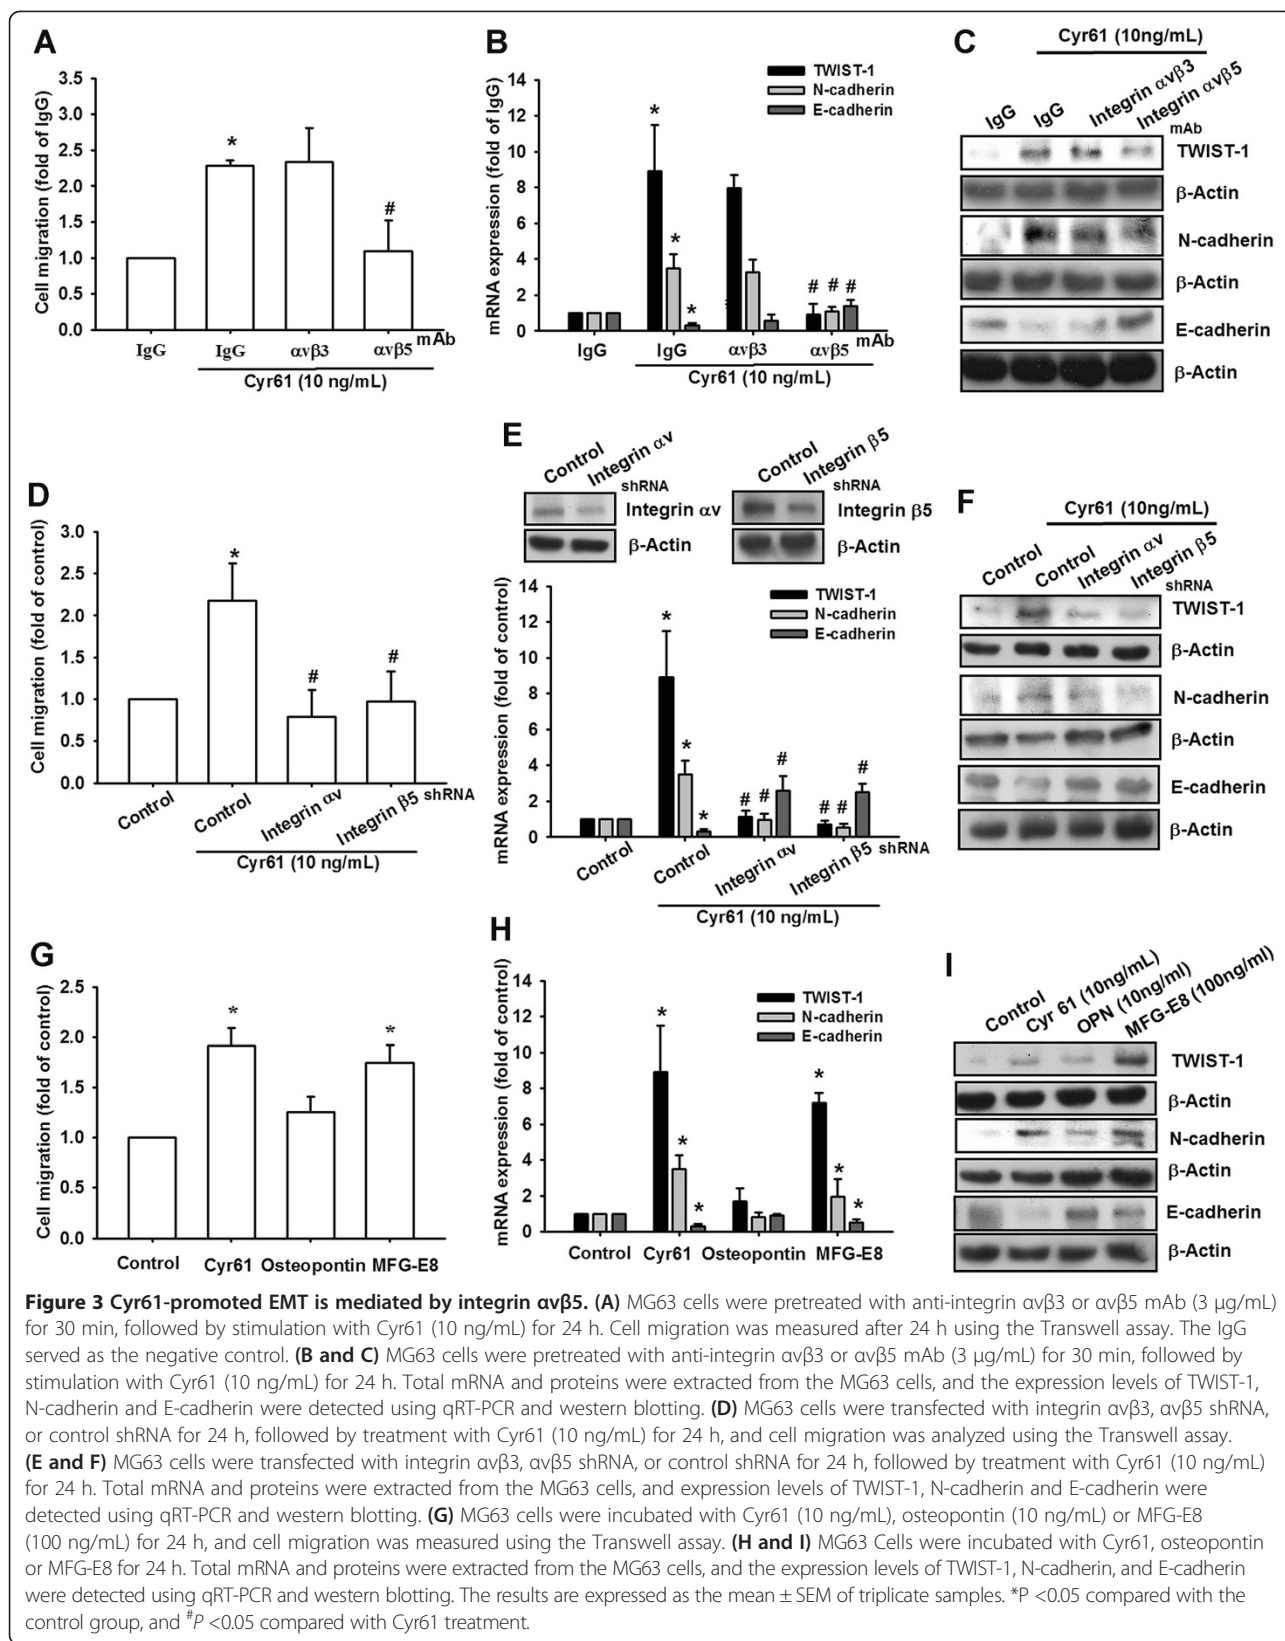 A
Cell migration (fold of IgG)
3.5
3.0
2.5
2.0
1.5
1.0
0.5
0.0
*
#
IgG IgG αvβ3 αvβ5 mAb
Cyr61 (10 ng/mL)
B
mRNA expression (fold of IgG)
14
12
10
8
6
4
2
0
TWIST-1
N-cadherin
E-cadherin
*
*
*
# # #
IgG IgG αvβ3 αvβ5 mAb
Cyr61 (10 ng/mL)
C
Cyr61 (10ng/mL)
IgG IgG Integrin αvβ3 Integrin αvβ5
mAb
TWIST-1
β-Actin
N-cadherin
β-Actin
E-cadherin
β-Actin
D
Cell migration (fold of control)
3.0
2.5
2.0
1.5
1.0
0.5
0.0
*
#
#
Control Control Integrin αv Integrin β5 shRNA
Cyr61 (10 ng/mL)
E
Control Integrin αv
shRNA
Integrin αv
β-Actin
Control Integrin β5
shRNA
Integrin β5
β-Actin
mRNA expression (fold of control)
14
12
10
8
6
4
2
0
TWIST-1
N-cadherin
E-cadherin
*
*
*
# # #
# # #
Control Control Integrin αv Integrin β5 shRNA
Cyr61 (10 ng/mL)
F
Cyr61 (10ng/mL)
Control Control Integrin αv Integrin β5
shRNA
TWIST-1
β-Actin
N-cadherin
β-Actin
E-cadherin
β-Actin
G
Cell migration (fold of control)
2.5
2.0
1.5
1.0
0.5
0.0
*
*
Control Cyr61 Osteopontin MFG-E8
H
mRNA expression (fold of control)
14
12
10
8
6
4
2
0
TWIST-1
N-cadherin
E-cadherin
*
*
*
*
*
*
Control Cyr61 Osteopontin MFG-E8
I
Control Cyr 61 (10ng/mL) OPN (10ng/ml) MFG-E8 (100ng/ml)
TWIST-1
β-Actin
N-cadherin
β-Actin
E-cadherin
β-Actin
Figure 3 Cyr61-promoted EMT is mediated by integrin αvβ5. (A) MG63 cells were pretreated with anti-integrin αvβ3 or αvβ5 mAb (3 μg/mL)
for 30 min, followed by stimulation with Cyr61 (10 ng/mL) for 24 h. Cell migration was measured after 24 h using the Transwell assay. The IgG
served as the negative control. (B and C) MG63 cells were pretreated with anti-integrin αvβ3 or αvβ5 mAb (3 μg/mL) for 30 min, followed by
stimulation with Cyr61 (10 ng/mL) for 24 h. Total mRNA and proteins were extracted from the MG63 cells, and the expression levels of TWIST-1,
N-cadherin and E-cadherin were detected using qRT-PCR and western blotting. (D) MG63 cells were transfected with integrin αvβ3, αvβ5 shRNA,
or control shRNA for 24 h, followed by treatment with Cyr61 (10 ng/mL) for 24 h, and cell migration was analyzed using the Transwell assay.
(E and F) MG63 cells were transfected with integrin αvβ3, αvβ5 shRNA, or control shRNA for 24 h, followed by treatment with Cyr61 (10 ng/mL)
for 24 h. Total mRNA and proteins were extracted from the MG63 cells, and expression levels of TWIST-1, N-cadherin and E-cadherin were
detected using qRT-PCR and western blotting. (G) MG63 cells were incubated with Cyr61 (10 ng/mL), osteopontin (10 ng/mL) or MFG-E8
(100 ng/mL) for 24 h, and cell migration was measured using the Transwell assay. (H and I) MG63 Cells were incubated with Cyr61, osteopontin
or MFG-E8 for 24 h. Total mRNA and proteins were extracted from the MG63 cells, and the expression levels of TWIST-1, N-cadherin, and E-cadherin
were detected using qRT-PCR and western blotting. The results are expressed as the mean ± SEM of triplicate samples. *P <0.05 compared with the
control group, and #P <0.05 compared with Cyr61 treatment.